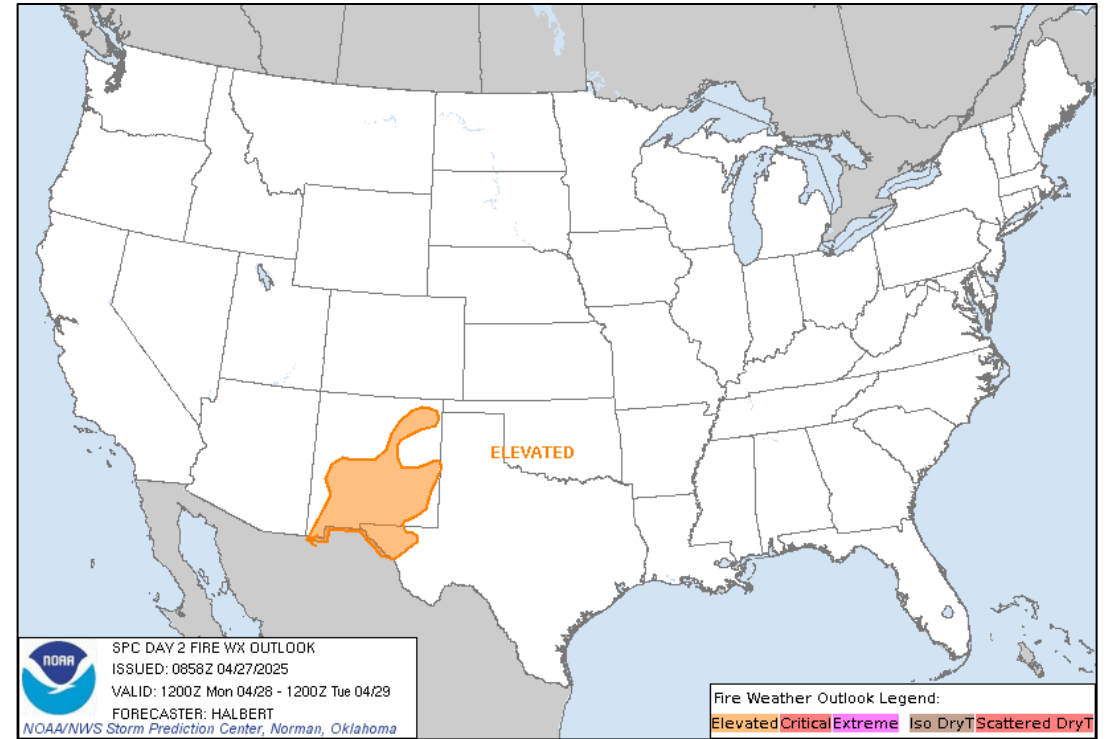 ELEVATED
NOAA
SPC DAY 2 FIRE WX OUTLOOK
ISSUED: 0858Z 04/27/2025
VALID: 1200Z Mon 04/28 - 1200Z Tue 04/29
FORECASTER: HALBERT
NOAA/NWS Storm Prediction Center, Norman, Oklahoma
Fire Weather Outlook Legend:
Elevated Critical Extreme Iso DryT Scattered DryT